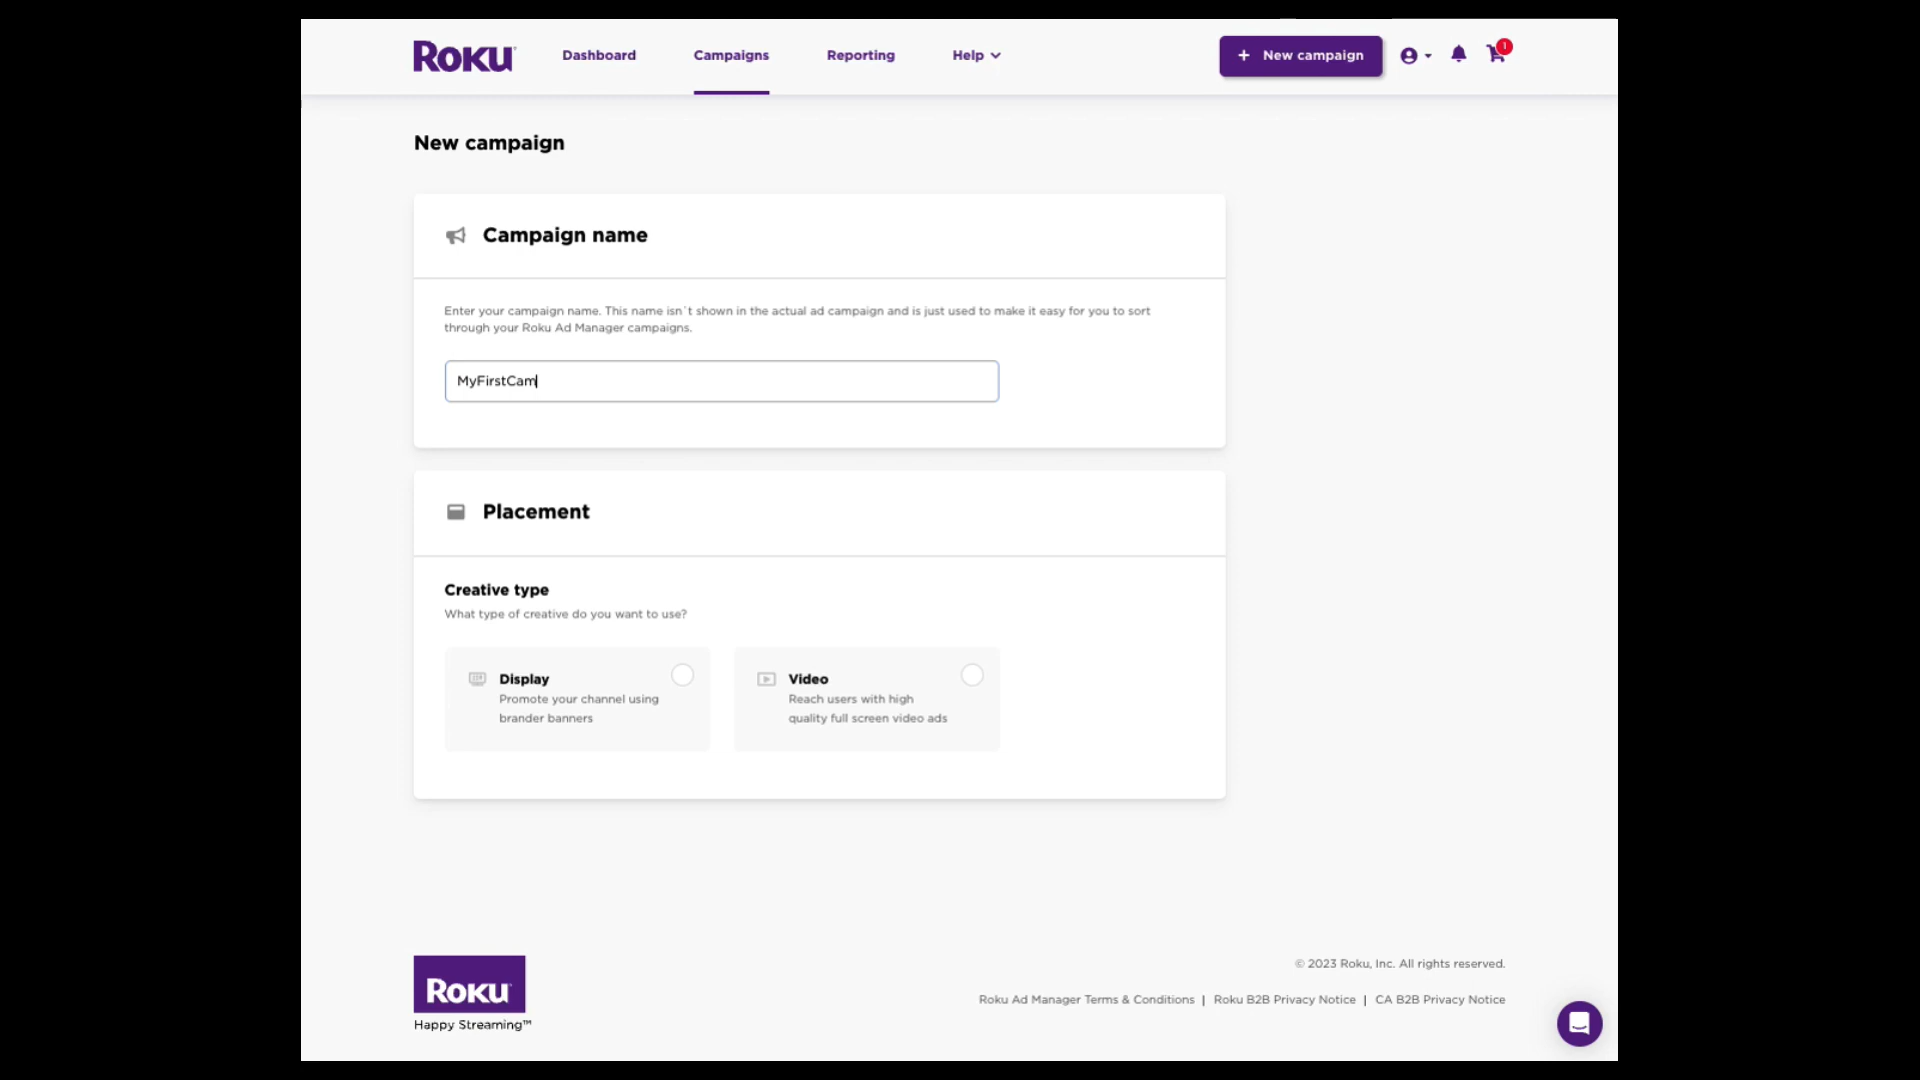 ROKU Dashboard Campaigns Reporting Help + New campaign 1
New campaign
Campaign name
Enter your campaign name. This name isn´t shown in the actual ad campaign and is just used to make it easy for you to sort
through your Roku Ad Manager campaigns.
MyFirstCam
Placement
Creative type
What type of creative do you want to use?
Display
Promote your channel using
brander banners
Video
Reach users with high
quality full screen video ads
ROKU
Happy Streaming™
© 2023 Roku, Inc. All rights reserved.
Roku Ad Manager Terms & Conditions | Roku B2B Privacy Notice | CA B2B Privacy Notice